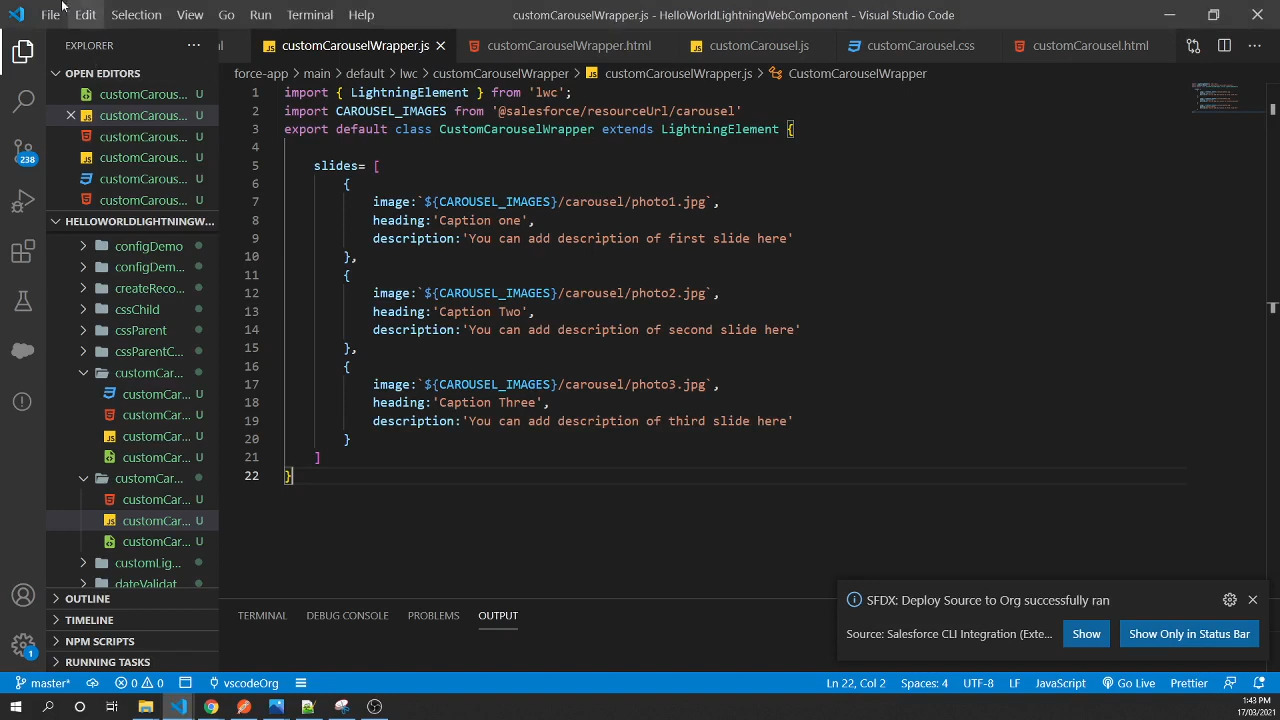 File Edit Selection View Go Run Terminal Help customCarouselWrapper.js - HelloWorldLightningWebComponent - Visual Studio Code
EXPLORER
customCarouselWrapper.js customCarouselWrapper.html customCarousel.js customCarousel.css customCarousel.html
OPEN EDITORS
force-app > main > default > lwc > customCarouselWrapper > customCarouselWrapper.js > CustomCarouselWrapper
customCarous... U
customCarous... U
customCarous... U
customCarous... U
customCarous... U
customCarous... U
HELLOWORLDLIGHTNINGW...
configDemo
configDem...
createReco...
cssChild
cssParent
cssParentC...
customCar...
customCar... U
customCar... U
customCar... U
customCar... U
customCar...
customCar... U
customCar... U
customCar... U
customLig...
dateValidat...
OUTLINE
TIMELINE
NPM SCRIPTS
RUNNING TASKS
238
1
1 import { LightningElement } from 'lwc';
2 import CAROUSEL_IMAGES from '@salesforce/resourceUrl/carousel'
3 export default class CustomCarouselWrapper extends LightningElement {
4
5 slides= [
6 {
7 image:`${CAROUSEL_IMAGES}/carousel/photo1.jpg`,
8 heading:'Caption one',
9 description:'You can add description of first slide here'
10 },
11 {
12 image:`${CAROUSEL_IMAGES}/carousel/photo2.jpg`,
13 heading:'Caption Two',
14 description:'You can add description of second slide here'
15 },
16 {
17 image:`${CAROUSEL_IMAGES}/carousel/photo3.jpg`,
18 heading:'Caption Three',
19 description:'You can add description of third slide here'
20 }
21 ]
22 }
TERMINAL DEBUG CONSOLE PROBLEMS OUTPUT
SFDX: Deploy Source to Org successfully ran
Source: Salesforce CLI Integration (Exte... Show Show Only in Status Bar
master* 0 0 vscodeOrg Ln 22, Col 2 Spaces: 4 UTF-8 LF JavaScript Go Live Prettier
1:43 PM
17/03/2021